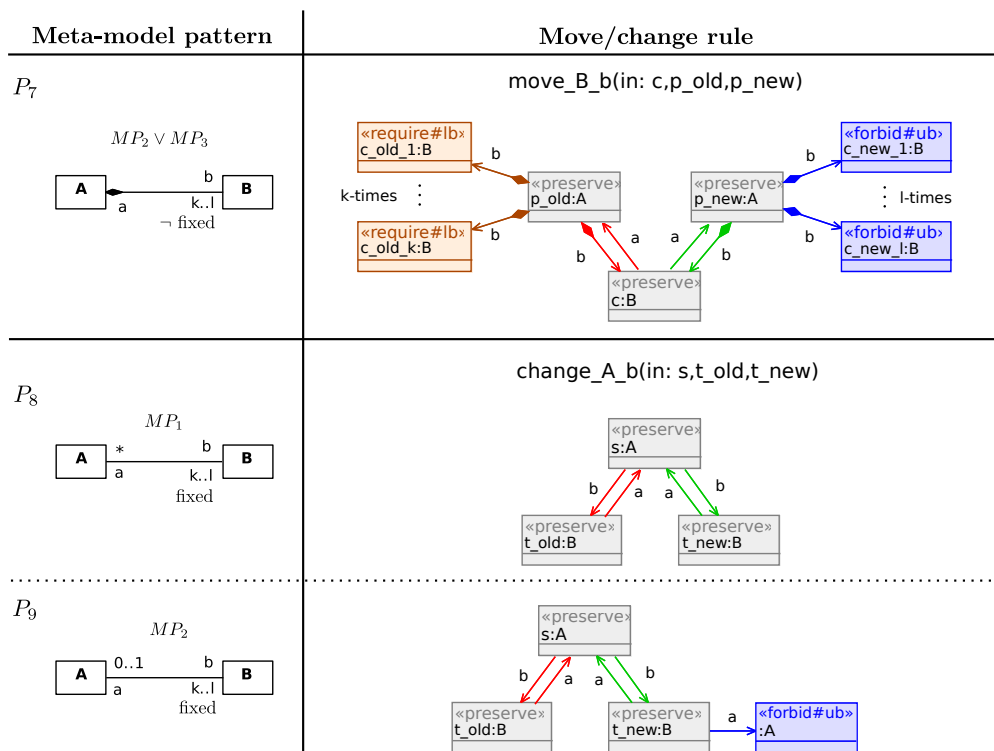 Meta-model pattern Move/change rule
P7
move_B_b(in: c,p_old,p_new)
MP2 ∨ MP3
A
B
b
a
k..l
¬ fixed
«require#lb»
c_old_1:B
b
k-times
⋮
«require#lb»
c_old_k:B
b
«preserve»
p_old:A
«preserve»
p_new:A
b
a
a
b
«preserve»
c:B
«forbid#ub»
c_new_1:B
b
⋮
l-times
«forbid#ub»
c_new_l:B
b
P8
change_A_b(in: s,t_old,t_new)
MP1
A
B
*
b
a
k..l
fixed
«preserve»
s:A
b
a
a
b
«preserve»
t_old:B
«preserve»
t_new:B
P9
MP2
A
B
0..1
b
a
k..l
fixed
«preserve»
s:A
b
a
a
b
«preserve»
t_old:B
«preserve»
t_new:B
a
«forbid#ub»
:A